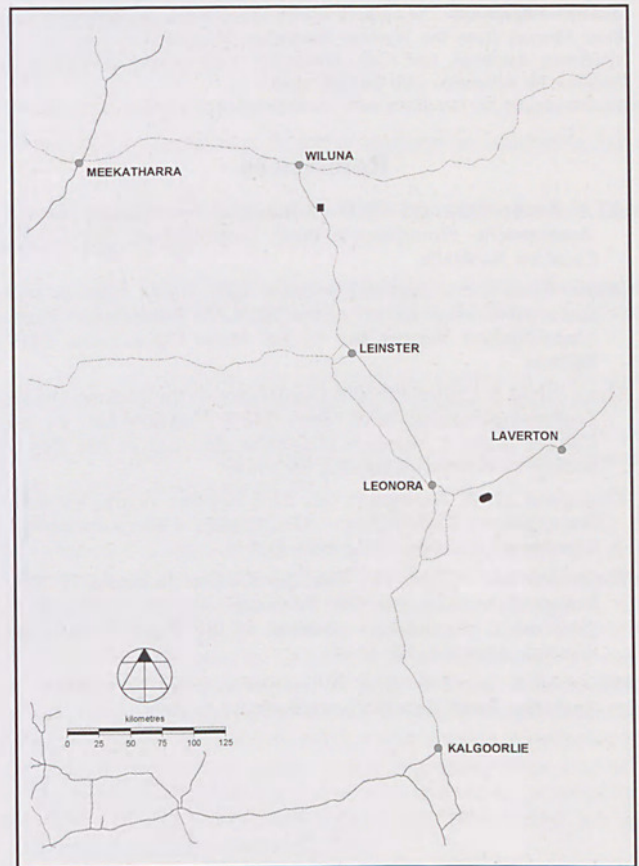 WILUNA
MEEKATHARRA
LEINSTER
LAVERTON
LEONORA
kilometres
0 25 50 75 100 125
KALGOORLIE